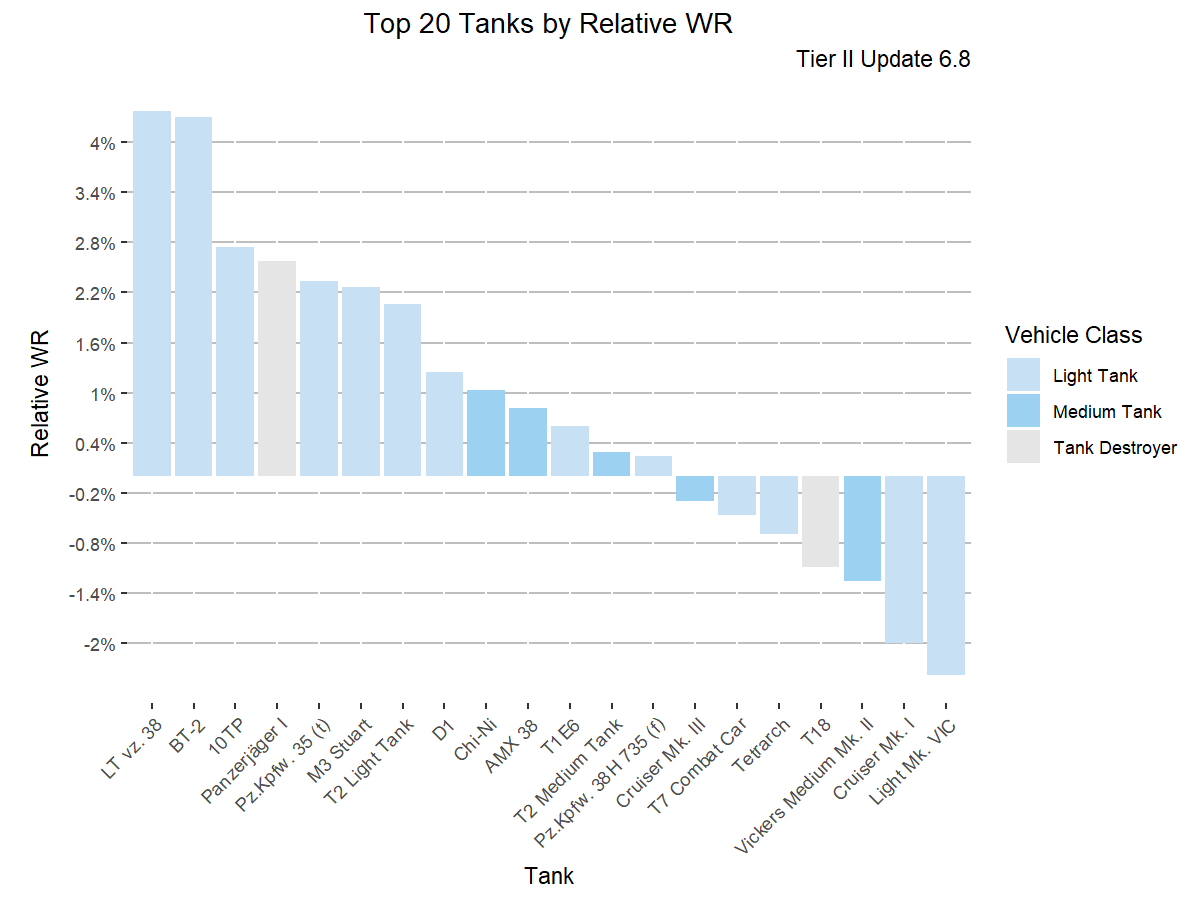 Top 20 Tanks by Relative WR
Tier II Update 6.8
4%
3.4%
2.8%
2.2%
1.6%
1%
0.4%
-0.2%
-0.8%
-1.4%
-2%
Relative WR
LT vz. 38
BT-2
10TP
Panzerjäger I
Pz.Kpfw. 35 (t)
M3 Stuart
T2 Light Tank
D1
Chi-Ni
AMX 38
T1E6
T2 Medium Tank
Pz.Kpfw. 38H 735 (f)
Cruiser Mk. III
T7 Combat Car
Tetrarch
T18
Vickers Medium Mk. II
Cruiser Mk. I
Light Mk. VIC
Tank
Vehicle Class
Light Tank
Medium Tank
Tank Destroyer